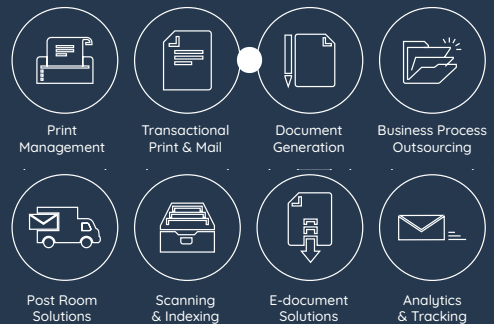 Print
Management
Transactional
Print & Mail
Document
Generation
Business Process
Outsourcing
Post Room
Solutions
Scanning
& Indexing
E-document
Solutions
Analytics
& Tracking